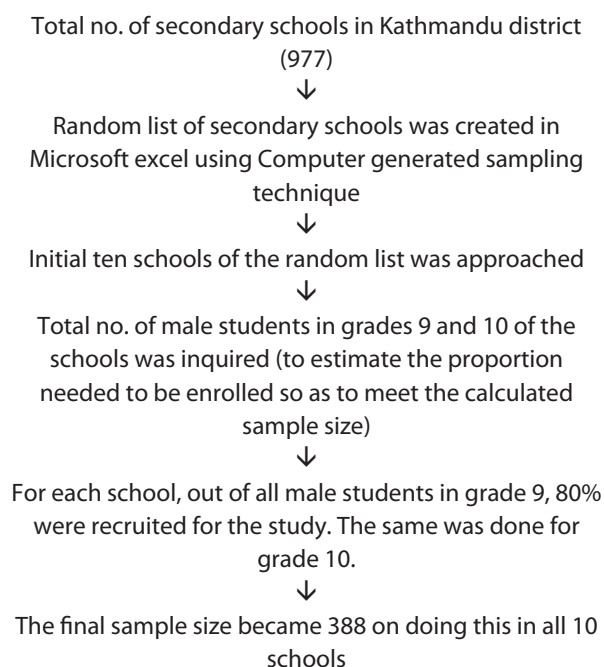 Total no. of secondary schools in Kathmandu district
(977)
↓
Random list of secondary schools was created in
Microsoft excel using Computer generated sampling
technique
↓
Initial ten schools of the random list was approached
↓
Total no. of male students in grades 9 and 10 of the
schools was inquired (to estimate the proportion
needed to be enrolled so as to meet the calculated
sample size)
↓
For each school, out of all male students in grade 9, 80%
were recruited for the study. The same was done for
grade 10.
↓
The final sample size became 388 on doing this in all 10
schools